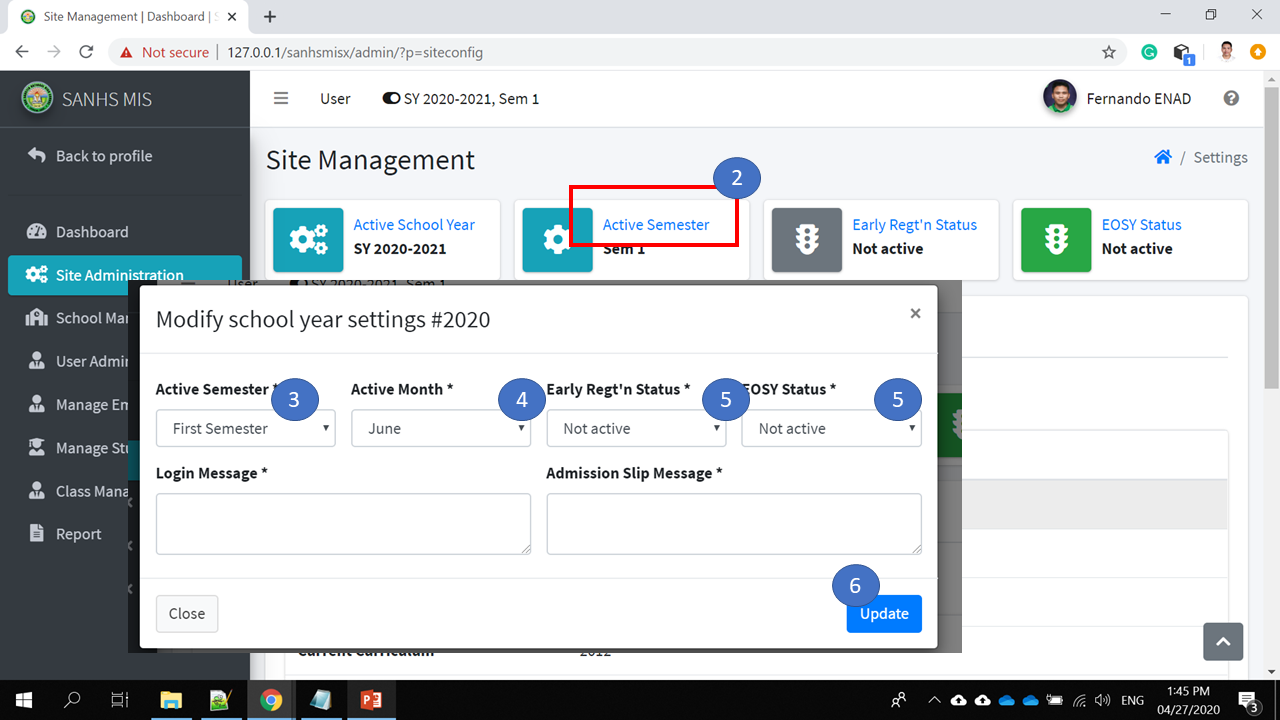 Site Management | Dashboard | S
Not secure
127.0.0.1/sanhsmisx/admin/?p=siteconfig
1
SANHS MIS
User
SY 2020-2021, Sem 1
Fernando ENAD
Back to profile
Site Management
/ Settings
2
Dashboard
Active School Year
SY 2020-2021
Active Semester
Sem 1
Early Regt'n Status
Not active
EOSY Status
Not active
Site Administration
User
SY 2020-2021, Sem 1
School Mar
User Admir
Manage Em
Manage Stu
Class Mana
Report
Modify school year settings #2020
×
Active Semester *
3
Active Month *
4
Early Regt'n Status *
5
EOSY Status *
5
First Semester
June
Not active
Not active
Login Message *
Admission Slip Message *
6
Close
Update
Current Curriculum
2012
ENG
1:45 PM
04/27/2020
3